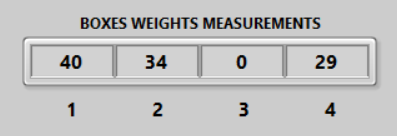 BOXES WEIGHTS MEASUREMENTS
40 34 0 29
1 2 3 4